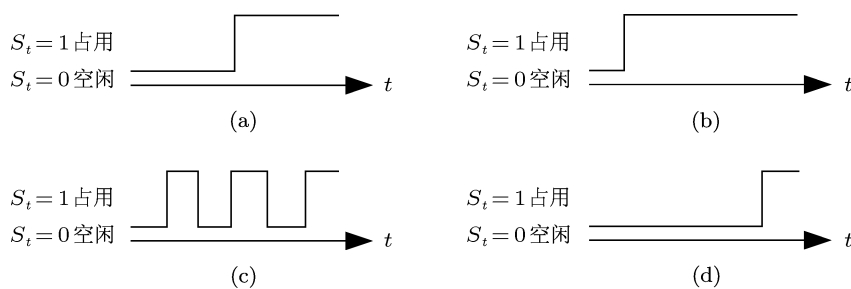 S_t = 1 占用
S_t = 0 空闲
t
(a)
S_t = 1 占用
S_t = 0 空闲
t
(b)
S_t = 1 占用
S_t = 0 空闲
t
(c)
S_t = 1 占用
S_t = 0 空闲
t
(d)